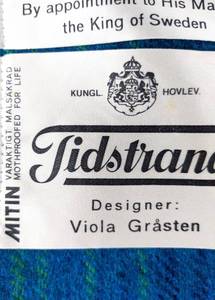 By appointment to His Ma
the King of Sweden
KUNGL. HOVLEV.
Tidstrand
Designer:
Viola Gråsten
MITIN
VARAKTIGT MALSÄKRAD
MOTHPROOFED FOR LIFE